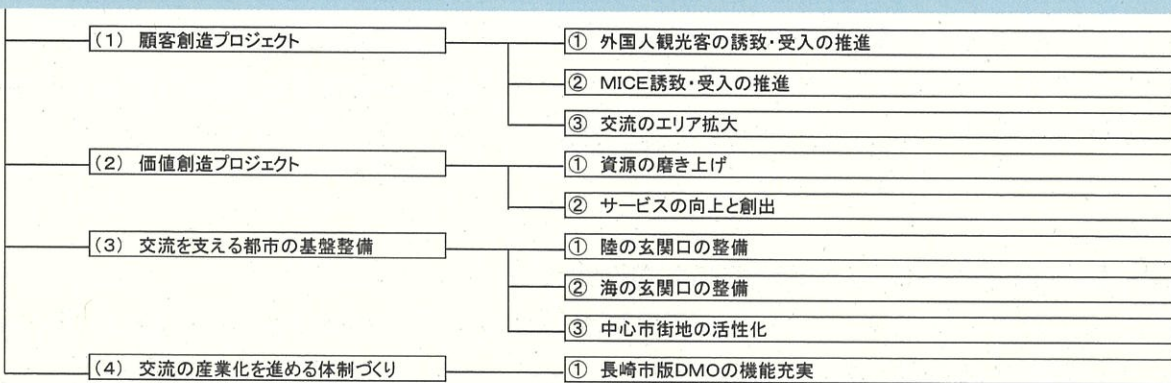 (1) 顧客創造プロジェクト
① 外国人観光客の誘致・受入の推進
② MICE誘致・受入の推進
③ 交流のエリア拡大
(2) 価値創造プロジェクト
① 資源の磨き上げ
② サービスの向上と創出
(3) 交流を支える都市の基盤整備
① 陸の玄関口の整備
② 海の玄関口の整備
③ 中心市街地の活性化
(4) 交流の産業化を進める体制づくり
① 長崎市版DMOの機能充実